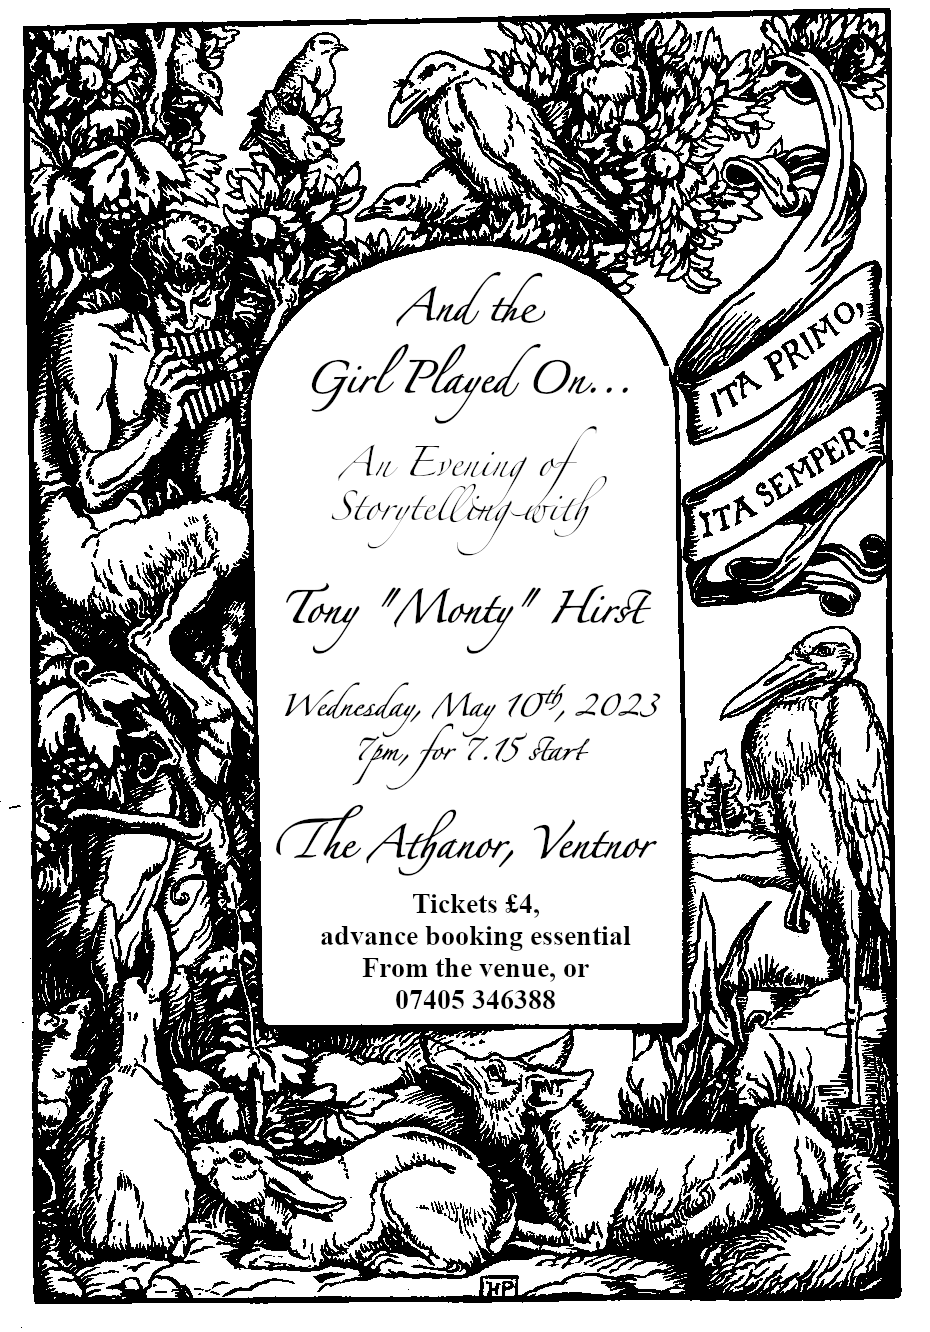 And the
Girl Played On...
An Evening of
Storytelling with
Tony "Monty" Hirst
Wednesday, May 10th, 2023
7pm, for 7.15 start
The Athanor, Ventnor
Tickets £4,
advance booking essential
From the venue, or
07405 346388
ITA PRIMO,
ITA SEMPER.
HP